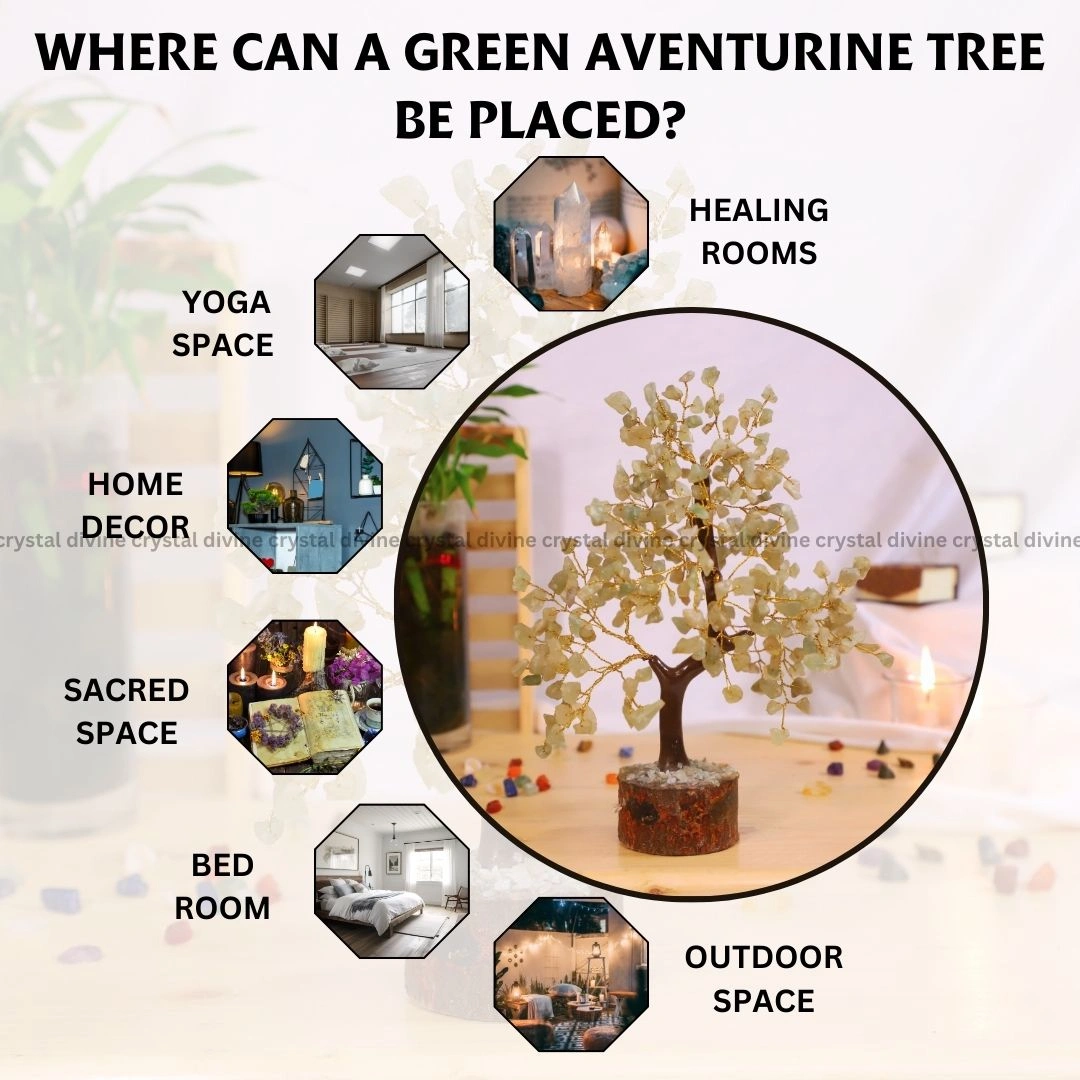 WHERE CAN A GREEN AVENTURINE TREE
BE PLACED?
HEALING
ROOMS
YOGA
SPACE
HOME
DECOR
crystal divine crystal divine crystal divine crystal divine crystal divine crystal divine crystal divine crystal divine
SACRED
SPACE
BED
ROOM
OUTDOOR
SPACE